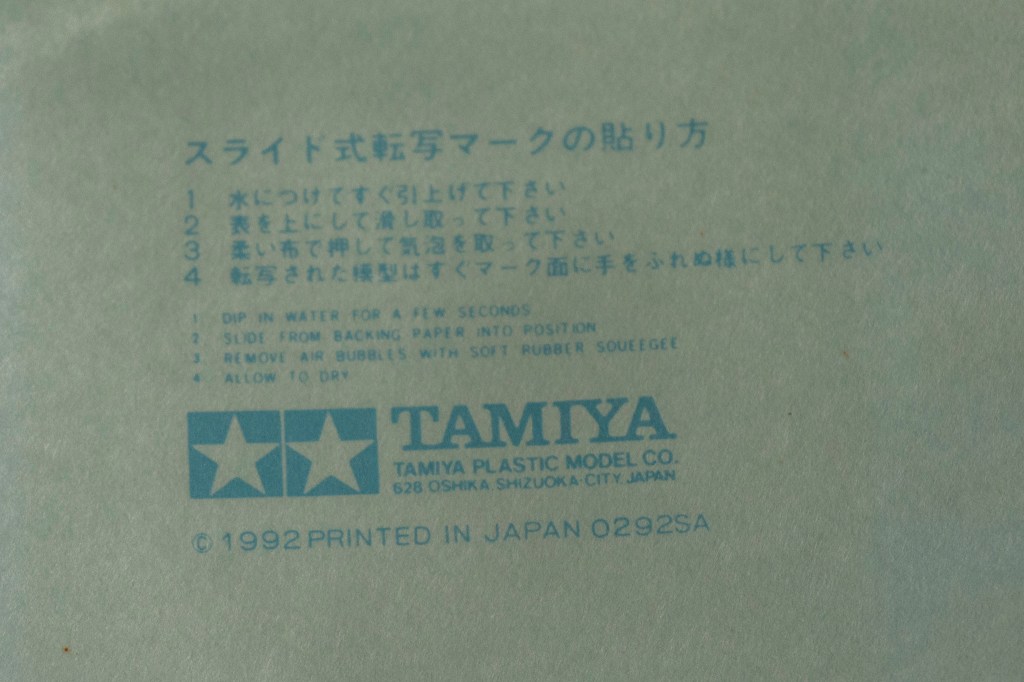 スライド式転写マークの貼り方
1 水につけてすぐ引上げて下さい
2 表を上にして滑し取って下さい
3 柔い布で押して気泡を取って下さい
4 転写された模型はすぐマーク面に手をふれぬ様にして下さい
1 DIP IN WATER FOR A FEW SECONDS
2 SLIDE FROM BACKING PAPER INTO POSITION
3 REMOVE AIR BUBBLES WITH SOFT RUBBER SQUEEGEE
4 ALLOW TO DRY
TAMIYA
TAMIYA PLASTIC MODEL CO.
628 OSHIKA SHIZUOKA-CITY JAPAN
© 1992 PRINTED IN JAPAN 0292SA